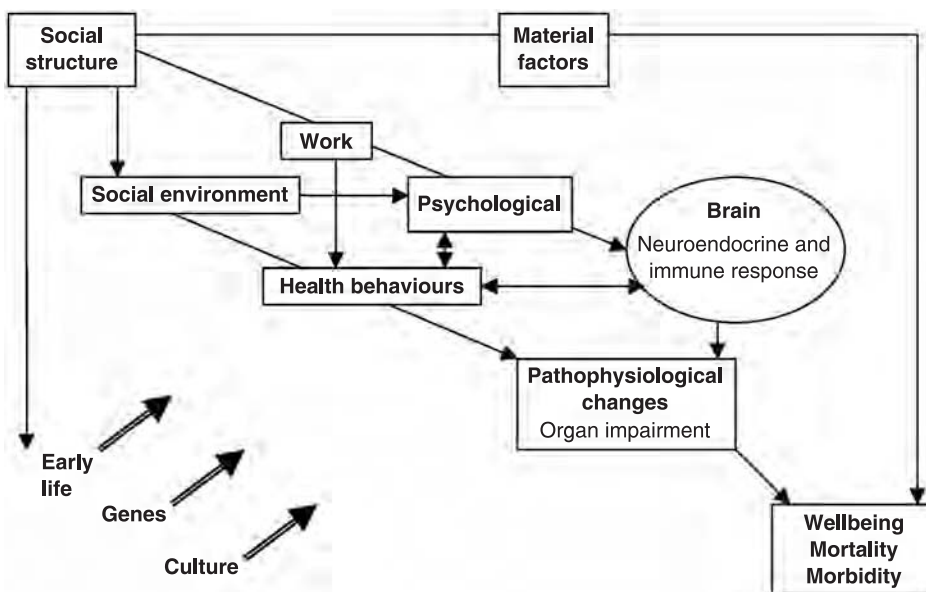 Social
structure
Material
factors
Work
Social environment
Psychological
Brain
Neuroendocrine and
immune response
Health behaviours
Pathophysiological
changes
Organ impairment
Early
life
Genes
Culture
Wellbeing
Mortality
Morbidity